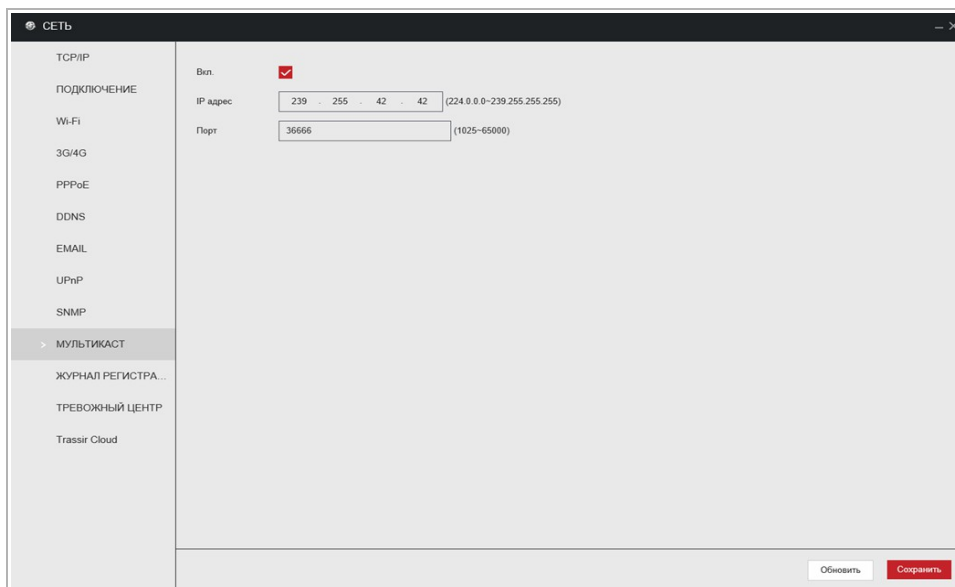 СЕТЬ
TCP/IP
ПОДКЛЮЧЕНИЕ
Wi-Fi
3G/4G
PPPoE
DDNS
EMAIL
UPnP
SNMP
> МУЛЬТИКАСТ
ЖУРНАЛ РЕГИСТРА...
ТРЕВОЖНЫЙ ЦЕНТР
Trassir Cloud
Вкл.
IP адрес 239 . 255 . 42 . 42 (224.0.0.0~239.255.255.255)
Порт 36666 (1025~65000)
Обновить Сохранить